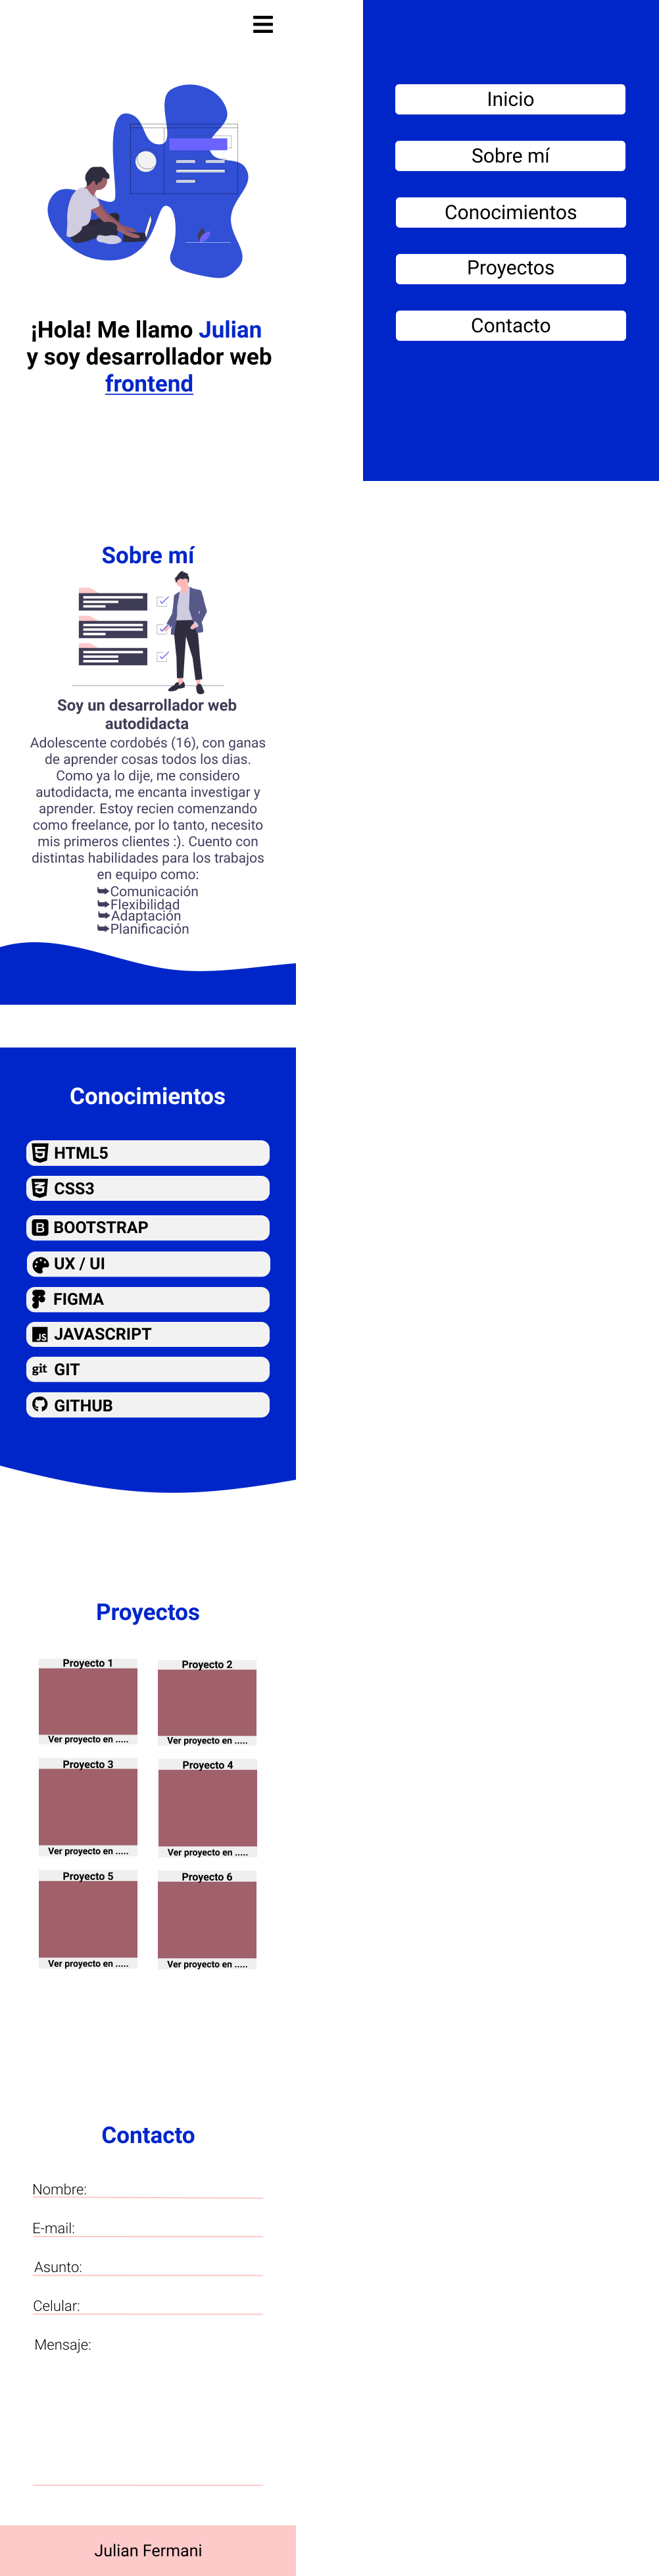 Inicio
Sobre mí
Conocimientos
Proyectos
Contacto
¡Hola! Me llamo Julian
y soy desarrollador web
frontend
Sobre mí
Soy un desarrollador web
autodidacta
Adolescente cordobés (16), con ganas
de aprender cosas todos los dias.
Como ya lo dije, me considero
autodidacta, me encanta investigar y
aprender. Estoy recien comenzando
como freelance, por lo tanto, necesito
mis primeros clientes :). Cuento con
distintas habilidades para los trabajos
en equipo como:
Comunicación
Flexibilidad
Adaptación
Planificación
Conocimientos
HTML5
CSS3
B BOOTSTRAP
UX / UI
FIGMA
JS JAVASCRIPT
git GIT
GITHUB
Proyectos
Proyecto 1
Proyecto 2
Ver proyecto en .....
Ver proyecto en .....
Proyecto 3
Proyecto 4
Ver proyecto en .....
Ver proyecto en .....
Proyecto 5
Proyecto 6
Ver proyecto en .....
Ver proyecto en .....
Contacto
Nombre:
E-mail:
Asunto:
Celular:
Mensaje:
Julian Fermani